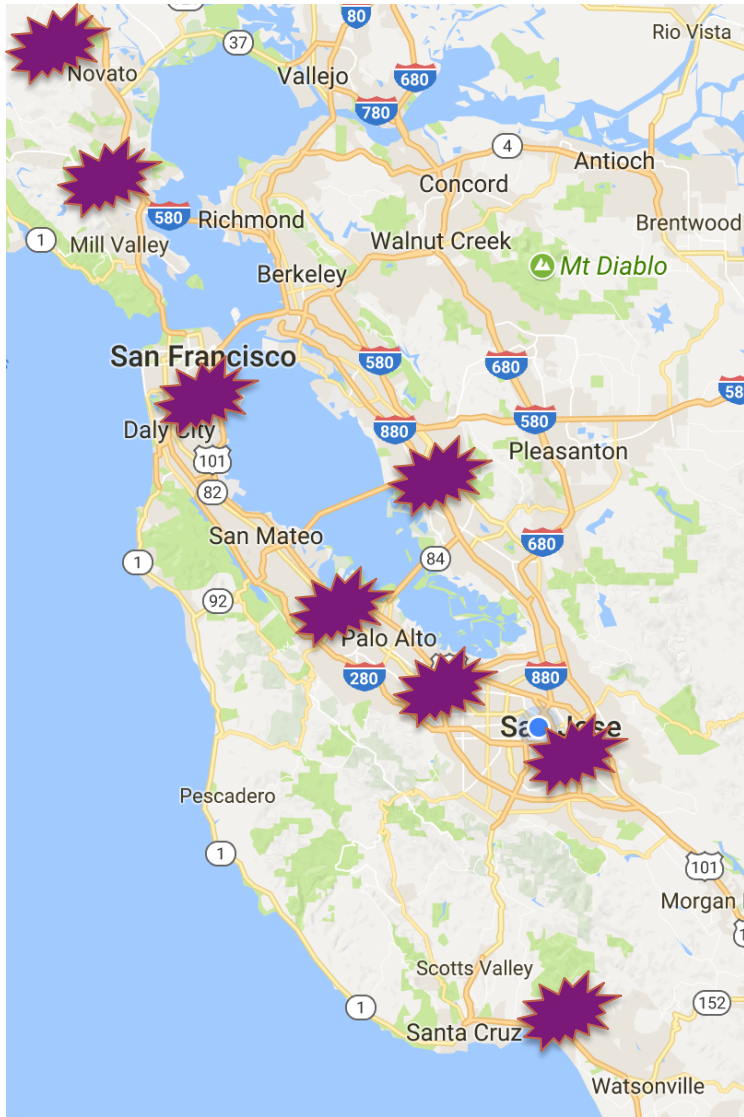 80
Rio Vista
37
Novato
Vallejo
680
780
4
Antioch
Concord
580
Richmond
Brentwood
1
Mill Valley
Walnut Creek
Berkeley
Mt Diablo
San Francisco
580
680
58
880
580
Daly City
Pleasanton
101
82
San Mateo
680
1
84
92
Palo Alto
280
880
San Jose
Pescadero
1
101
Morgan
Scotts Valley
1
152
Santa Cruz
Watsonville